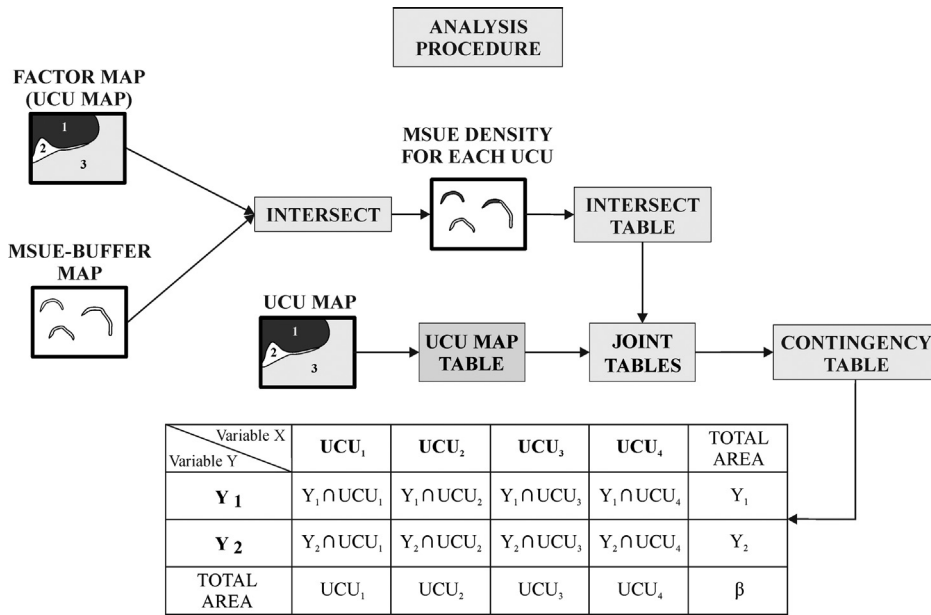 ANALYSIS
PROCEDURE
FACTOR MAP
(UCU MAP)
1
2
3
MSUE-BUFFER
MAP
INTERSECT
MSUE DENSITY
FOR EACH UCU
INTERSECT
TABLE
UCU MAP
1
2
3
UCU MAP
TABLE
JOINT
TABLES
CONTINGENCY
TABLE
Variable X
Variable Y
UCU₁ UCU₂ UCU₃ UCU₄ TOTAL AREA
Y 1 Y₁∩UCU₁ Y₁∩UCU₂ Y₁∩UCU₃ Y₁∩UCU₄ Y₁
Y 2 Y₂∩UCU₁ Y₂∩UCU₂ Y₂∩UCU₃ Y₂∩UCU₄ Y₂
TOTAL AREA UCU₁ UCU₂ UCU₃ UCU₄ β